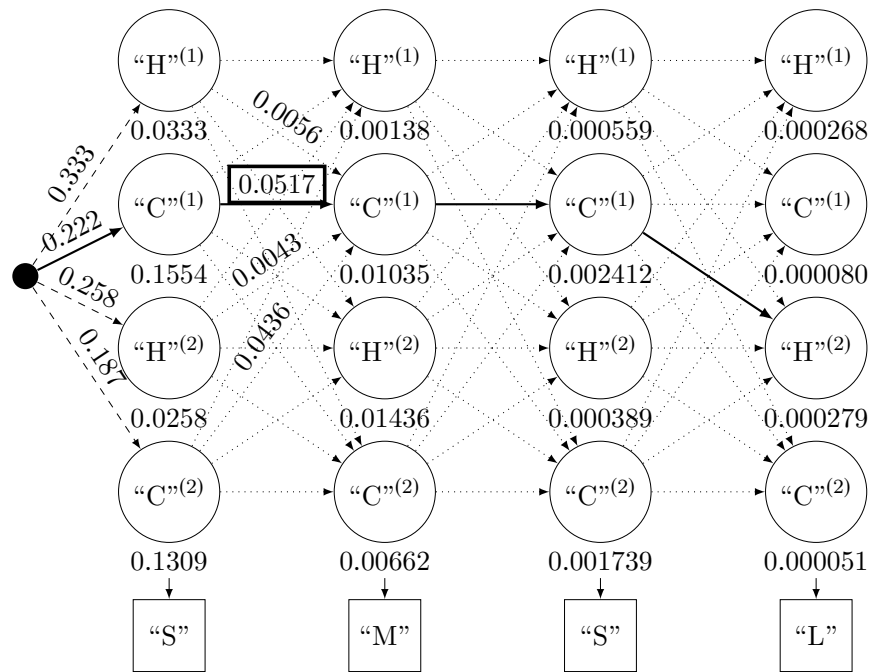 “H”(1) “H”(1) “H”(1) “H”(1)
0.0333 0.00138 0.000559 0.000268
0.333 0.0056
“C”(1) 0.0517 “C”(1) “C”(1) “C”(1)
0.222
0.1554 0.01035 0.002412 0.000080
0.258 0.0043
“H”(2) “H”(2) “H”(2) “H”(2)
0.187 0.0436
0.0258 0.01436 0.000389 0.000279
“C”(2) “C”(2) “C”(2) “C”(2)
0.1309 0.00662 0.001739 0.000051
“S” “M” “S” “L”